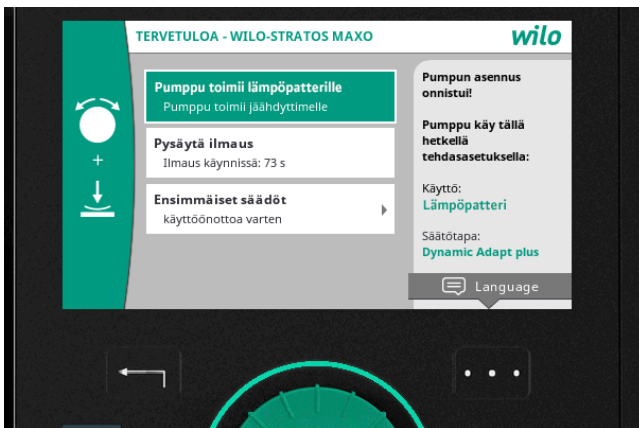 TERVETULOA - WILO-STRATOS MAXO
wilo
Pumppu toimii lämpöpatterille
Pumppu toimii jäähdyttimelle
Pysäytä ilmaus
Ilmaus käynnissä: 73 s
Ensimmäiset säädöt
käyttöönottoa varten
+
Pumpun asennus
onnistui!
Pumppu käy tällä
hetkellä
tehdasasetuksella:
Käyttö:
Lämpöpatteri
Säätötapa:
Dynamic Adapt plus
Language